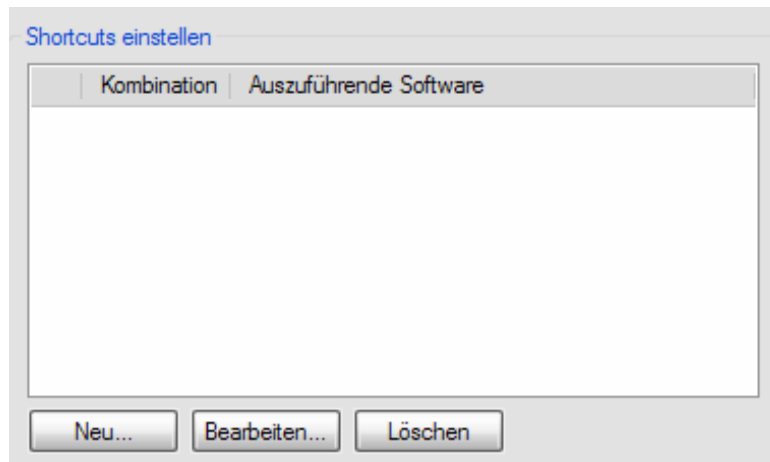 Shortcuts einstellen
Kombination Auszuführende Software
Neu... Bearbeiten... Löschen